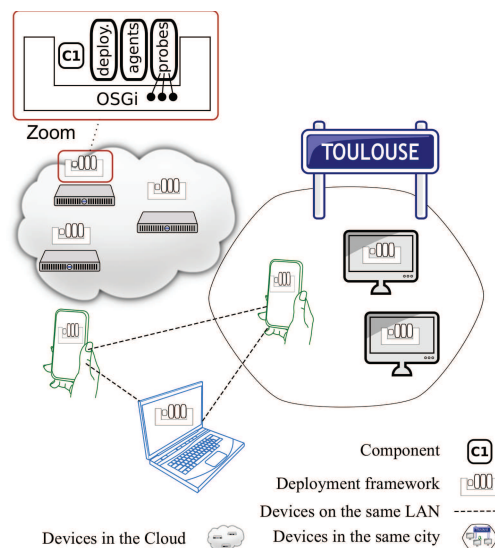 C1
deploy.
agents
probes
OSGi
Zoom
TOULOUSE
Component C1
Deployment framework
Devices on the same LAN
Devices in the Cloud
Devices in the same city